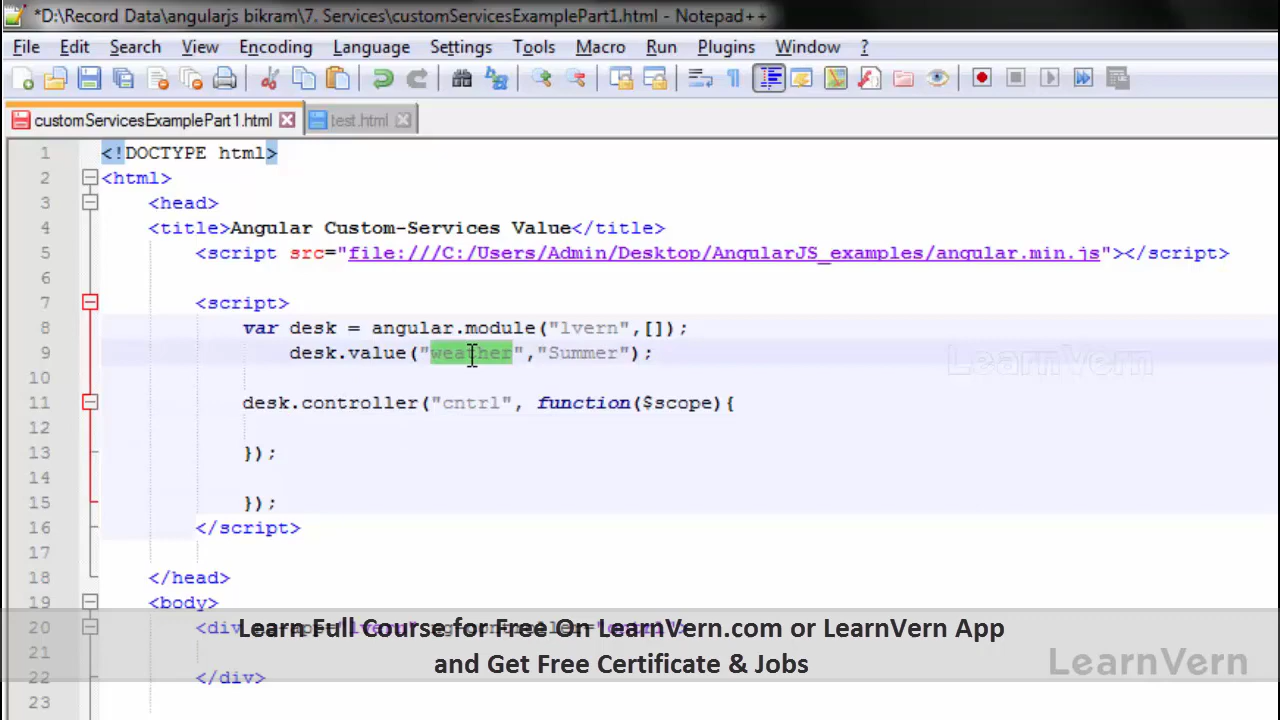 *D:\Record Data\angularjs bikram\7. Services\customServicesExamplePart1.html - Notepad++
File Edit Search View Encoding Language Settings Tools Macro Run Plugins Window ?
customServicesExamplePart1.html test.html
1 <!DOCTYPE html>
2 <html>
3 <head>
4 <title>Angular Custom-Services Value</title>
5 <script src="file:///C:/Users/Admin/Desktop/AngularJS_examples/angular.min.js"></script>
6
7 <script>
8 var desk = angular.module("lvern",[]);
9 desk.value("weather","Summer");
LearnVern
10
11 desk.controller("cntrl", function($scope){
12
13 });
14
15 });
16 </script>
17
18 </head>
19 <body>
20 <div
Learn Full Course for Free On LearnVern.com or LearnVern App
21
and Get Free Certificate & Jobs
LearnVern
22 </div>
23